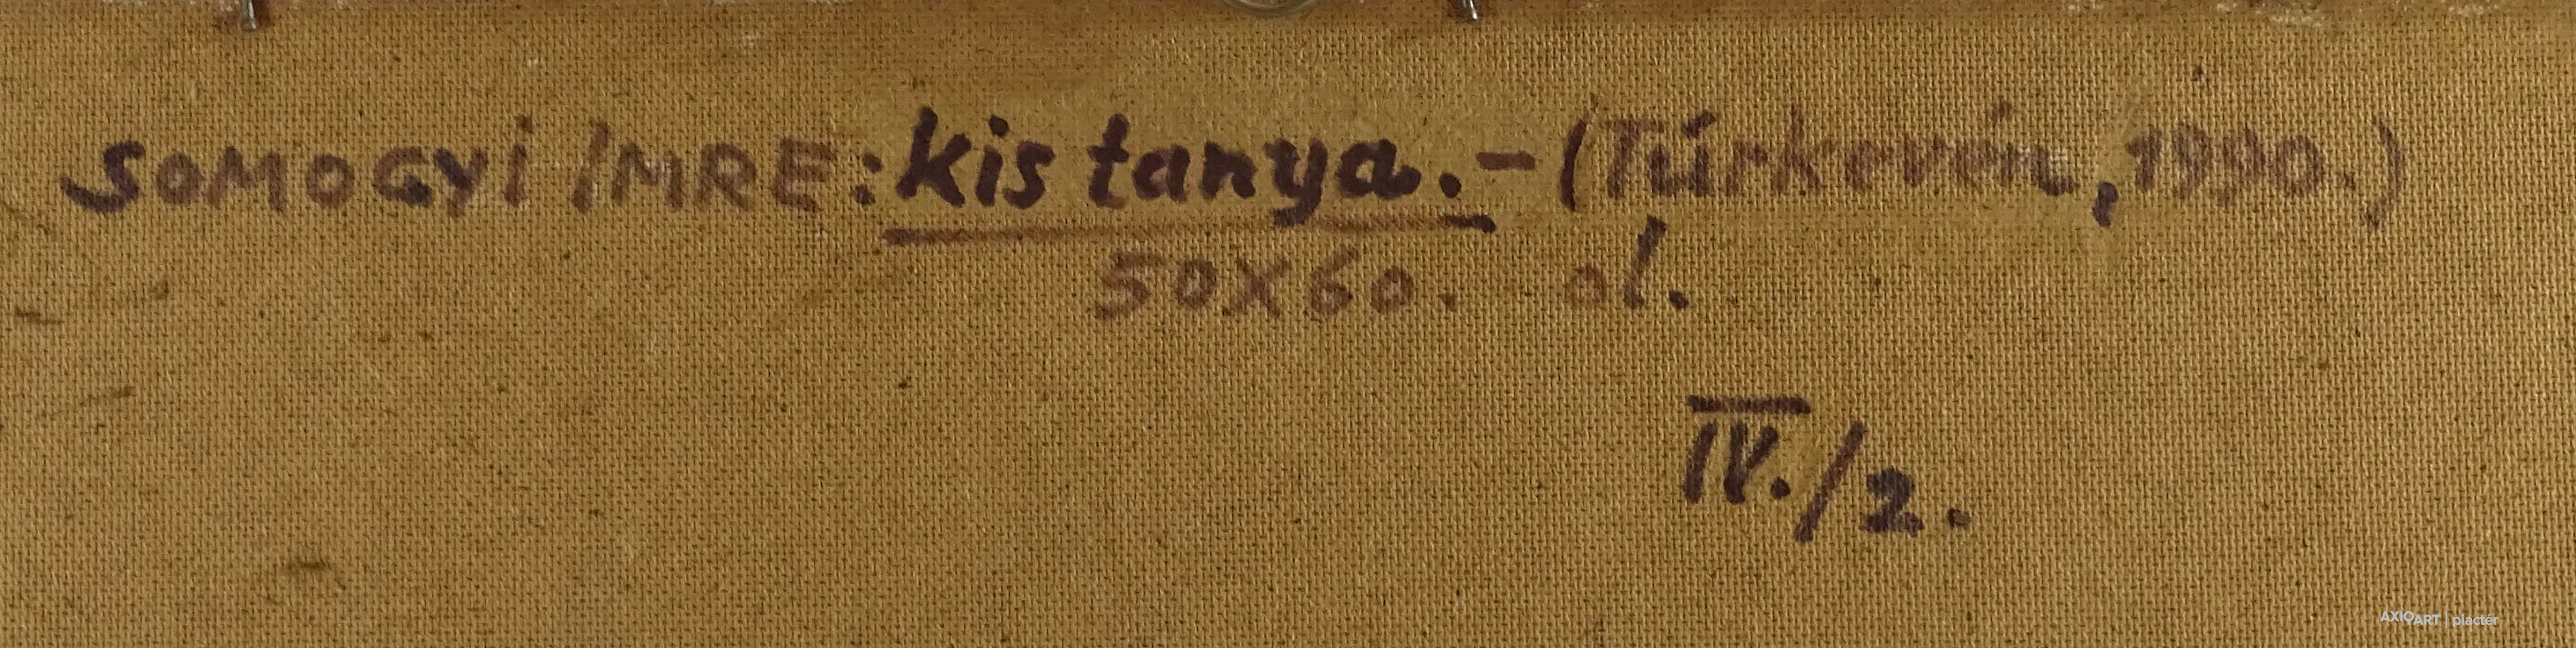 SOMOGYi IMRE: kis tanya. - (Túrkevén, 1990.)
50X60. ol.
IV./2.
AXIOART | placter